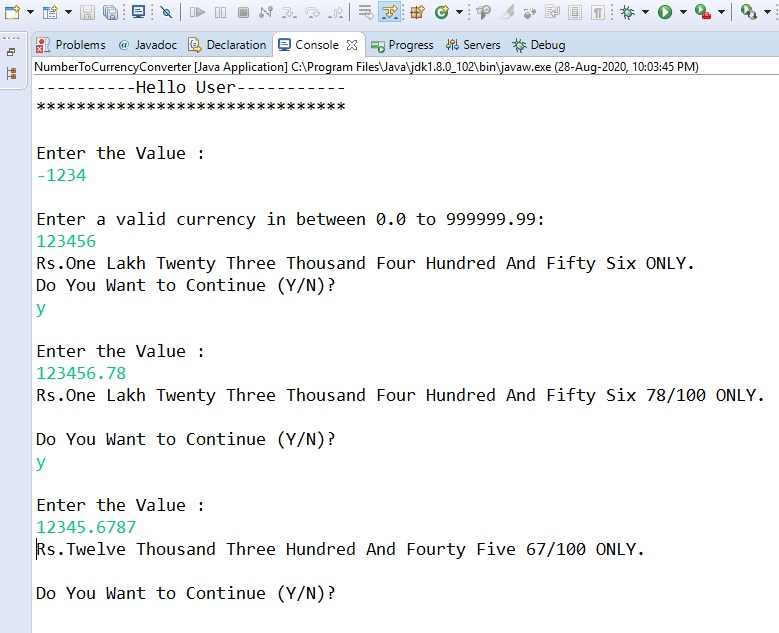 Problems @ Javadoc Declaration Console Progress Servers Debug
NumberToCurrencyConverter [Java Application] C:\Program Files\Java\jdk1.8.0_102\bin\javaw.exe (28-Aug-2020, 10:03:45 PM)
----------Hello User-----------
*******************************
Enter the Value :
-1234
Enter a valid currency in between 0.0 to 999999.99:
123456
Rs.One Lakh Twenty Three Thousand Four Hundred And Fifty Six ONLY.
Do You Want to Continue (Y/N)?
y
Enter the Value :
123456.78
Rs.One Lakh Twenty Three Thousand Four Hundred And Fifty Six 78/100 ONLY.
Do You Want to Continue (Y/N)?
y
Enter the Value :
12345.6787
Rs.Twelve Thousand Three Hundred And Fourty Five 67/100 ONLY.
Do You Want to Continue (Y/N)?